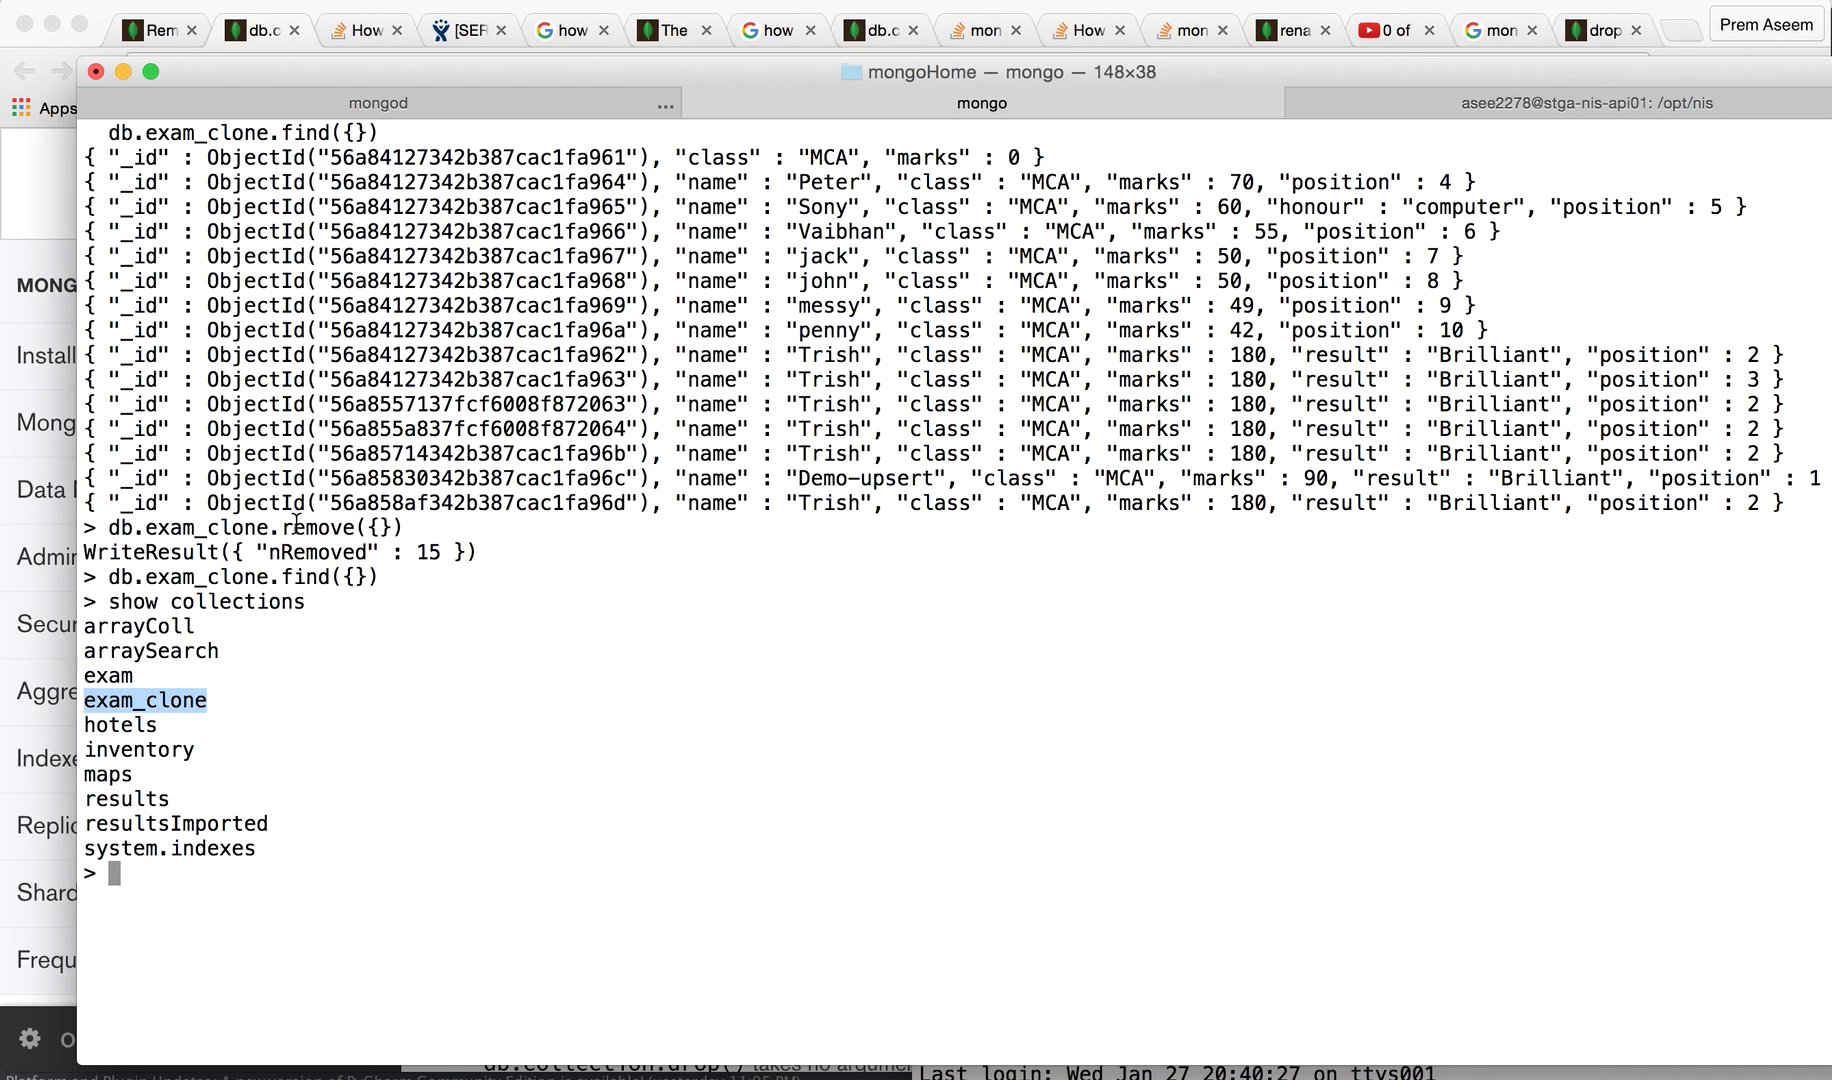 Rem
db.c
How
[SER
how
The
how
db.c
mon
How
mon
rena
0 of
mon
drop
Prem Aseem
mongoHome — mongo — 148×38
Apps
mongod
...
mongo
asee2278@stga-nis-api01: /opt/nis
db.exam_clone.find({})
{ "_id" : ObjectId("56a84127342b387cac1fa961"), "class" : "MCA", "marks" : 0 }
{ "_id" : ObjectId("56a84127342b387cac1fa964"), "name" : "Peter", "class" : "MCA", "marks" : 70, "position" : 4 }
{ "_id" : ObjectId("56a84127342b387cac1fa965"), "name" : "Sony", "class" : "MCA", "marks" : 60, "honour" : "computer", "position" : 5 }
{ "_id" : ObjectId("56a84127342b387cac1fa966"), "name" : "Vaibhan", "class" : "MCA", "marks" : 55, "position" : 6 }
{ "_id" : ObjectId("56a84127342b387cac1fa967"), "name" : "jack", "class" : "MCA", "marks" : 50, "position" : 7 }
{ "_id" : ObjectId("56a84127342b387cac1fa968"), "name" : "john", "class" : "MCA", "marks" : 50, "position" : 8 }
{ "_id" : ObjectId("56a84127342b387cac1fa969"), "name" : "messy", "class" : "MCA", "marks" : 49, "position" : 9 }
{ "_id" : ObjectId("56a84127342b387cac1fa96a"), "name" : "penny", "class" : "MCA", "marks" : 42, "position" : 10 }
{ "_id" : ObjectId("56a84127342b387cac1fa962"), "name" : "Trish", "class" : "MCA", "marks" : 180, "result" : "Brilliant", "position" : 2 }
{ "_id" : ObjectId("56a84127342b387cac1fa963"), "name" : "Trish", "class" : "MCA", "marks" : 180, "result" : "Brilliant", "position" : 3 }
{ "_id" : ObjectId("56a8557137fcf6008f872063"), "name" : "Trish", "class" : "MCA", "marks" : 180, "result" : "Brilliant", "position" : 2 }
{ "_id" : ObjectId("56a855a837fcf6008f872064"), "name" : "Trish", "class" : "MCA", "marks" : 180, "result" : "Brilliant", "position" : 2 }
{ "_id" : ObjectId("56a85714342b387cac1fa96b"), "name" : "Trish", "class" : "MCA", "marks" : 180, "result" : "Brilliant", "position" : 2 }
{ "_id" : ObjectId("56a85830342b387cac1fa96c"), "name" : "Demo-upsert", "class" : "MCA", "marks" : 90, "result" : "Brilliant", "position" : 1
{ "_id" : ObjectId("56a858af342b387cac1fa96d"), "name" : "Trish", "class" : "MCA", "marks" : 180, "result" : "Brilliant", "position" : 2 }
> db.exam_clone.remove({})
WriteResult({ "nRemoved" : 15 })
> db.exam_clone.find({})
> show collections
arrayColl
arraySearch
exam
exam_clone
hotels
inventory
maps
results
resultsImported
system.indexes
>
MONG
Install
Mong
Data
Admin
Secur
Aggre
Indexe
Replic
Shard
Frequ
O
db.collection.drop() takes no argumen
Last login: Wed Jan 27 20:40:27 on ttys001